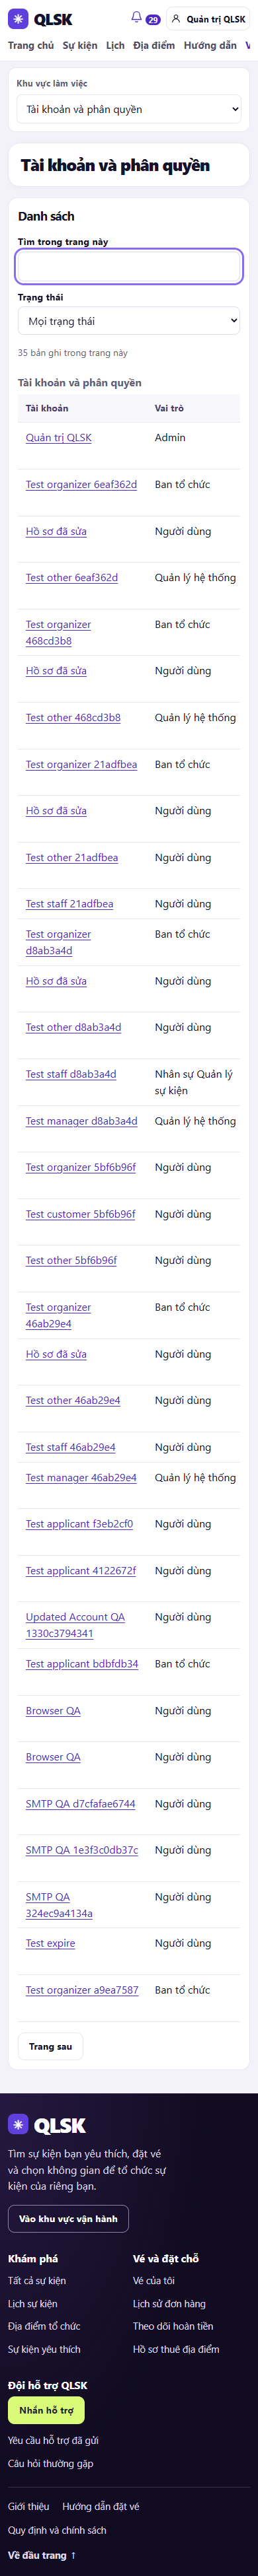 QLSK
29
Quản trị QLSK
Trang chủ Sự kiện Lịch Địa điểm Hướng dẫn
Khu vực làm việc
Tài khoản và phân quyền
Tài khoản và phân quyền
Danh sách
Tìm trong trang này
Trạng thái
Mọi trạng thái
35 bản ghi trong trang này
Tài khoản và phân quyền
Tài khoản Vai trò
Quản trị QLSK Admin
Test organizer 6eaf362d Ban tổ chức
Hồ sơ đã sửa Người dùng
Test other 6eaf362d Quản lý hệ thống
Test organizer Ban tổ chức
468cd3b8
Hồ sơ đã sửa Người dùng
Test other 468cd3b8 Quản lý hệ thống
Test organizer 21adfbea Ban tổ chức
Hồ sơ đã sửa Người dùng
Test other 21adfbea Người dùng
Test staff 21adfbea Người dùng
Test organizer Ban tổ chức
d8ab3a4d
Hồ sơ đã sửa Người dùng
Test other d8ab3a4d Người dùng
Test staff d8ab3a4d Nhân sự Quản lý
sự kiện
Test manager d8ab3a4d Quản lý hệ thống
Test organizer 5bf6b96f Người dùng
Test customer 5bf6b96f Người dùng
Test other 5bf6b96f Người dùng
Test organizer Ban tổ chức
46ab29e4
Hồ sơ đã sửa Người dùng
Test other 46ab29e4 Người dùng
Test staff 46ab29e4 Người dùng
Test manager 46ab29e4 Quản lý hệ thống
Test applicant f3eb2cf0 Người dùng
Test applicant 4122672f Người dùng
Updated Account QA Người dùng
1330c3794341
Test applicant bdbfdb34 Ban tổ chức
Browser QA Người dùng
Browser QA Người dùng
SMTP QA d7cfafae6744 Người dùng
SMTP QA 1e3f3c0db37c Người dùng
SMTP QA Người dùng
324ec9a4134a
Test expire Người dùng
Test organizer a9ea7587 Ban tổ chức
Trang sau
QLSK
Tìm sự kiện bạn yêu thích, đặt vé
và chọn không gian để tổ chức sự
kiện của riêng bạn.
Vào khu vực vận hành
Khám phá Vé và đặt chỗ
Tất cả sự kiện Vé của tôi
Lịch sự kiện Lịch sử đơn hàng
Địa điểm tổ chức Theo dõi hoàn tiền
Sự kiện yêu thích Hồ sơ thuê địa điểm
Đội hỗ trợ QLSK
Nhắn hỗ trợ
Yêu cầu hỗ trợ đã gửi
Câu hỏi thường gặp
Giới thiệu Hướng dẫn đặt vé
Quy định và chính sách
Về đầu trang ↑